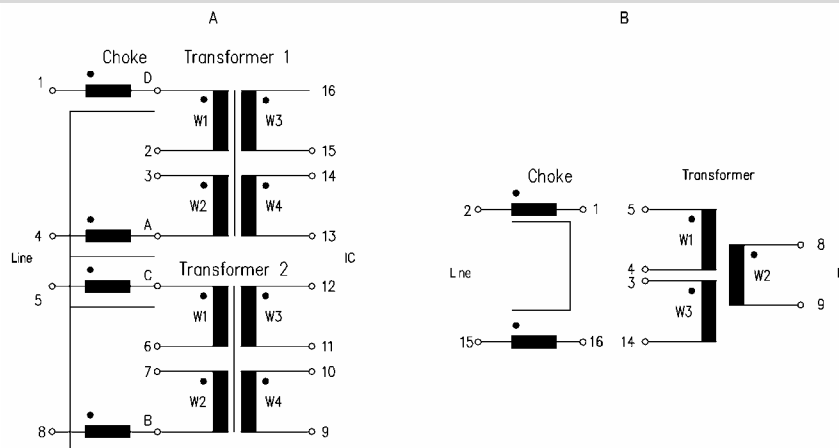 A B
Choke Transformer 1
1 D 16
W1 W3
2 15
3 14
W2 W4
4 A 13
Line IC
Transformer 2
5 C 12
W1 W3
6 11
7 10
W2 W4
8 B 9
Choke Transformer
2 1 5
W1 8
Line 4
3 W2
W3 9
15 16 14